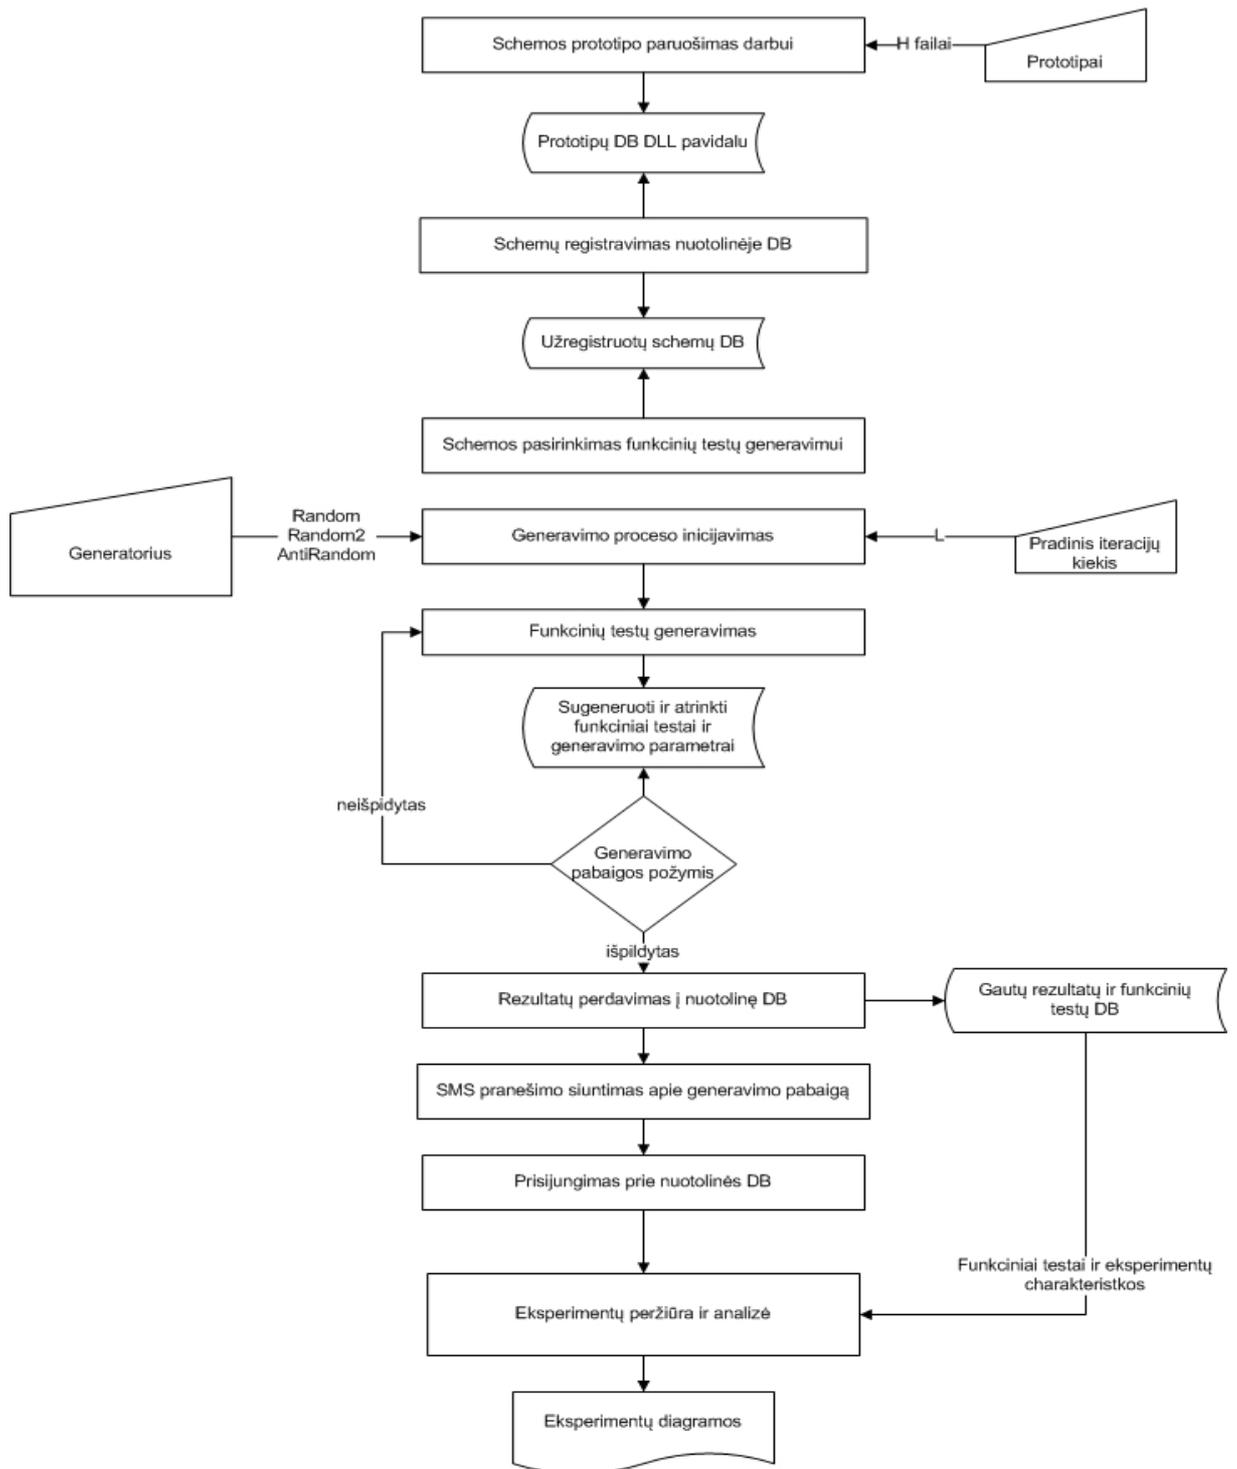 Schemos prototipo paruošimas darbui
H failai
Prototipai
Prototipų DB DLL pavidalu
Schemų registravimas nuotolinėje DB
Užregistruotų schemų DB
Schemos pasirinkimas funkcinių testų generavimui
Generatorius
Random
Random2
AntiRandom
Generavimo proceso inicijavimas
L
Pradinis iteracijų
kiekis
Funkcinių testų generavimas
Sugeneruoti ir atrinkti
funkciniai testai ir
generavimo parametrai
neišpidytas
Generavimo
pabaigos požymis
išpildytas
Rezultatų perdavimas į nuotolinę DB
Gautų rezultatų ir funkcinių
testų DB
SMS pranešimo siuntimas apie generavimo pabaigą
Prisijungimas prie nuotolinės DB
Funkciniai testai ir eksperimentų
charakteristkos
Eksperimentų peržiūra ir analizė
Eksperimentų diagramos